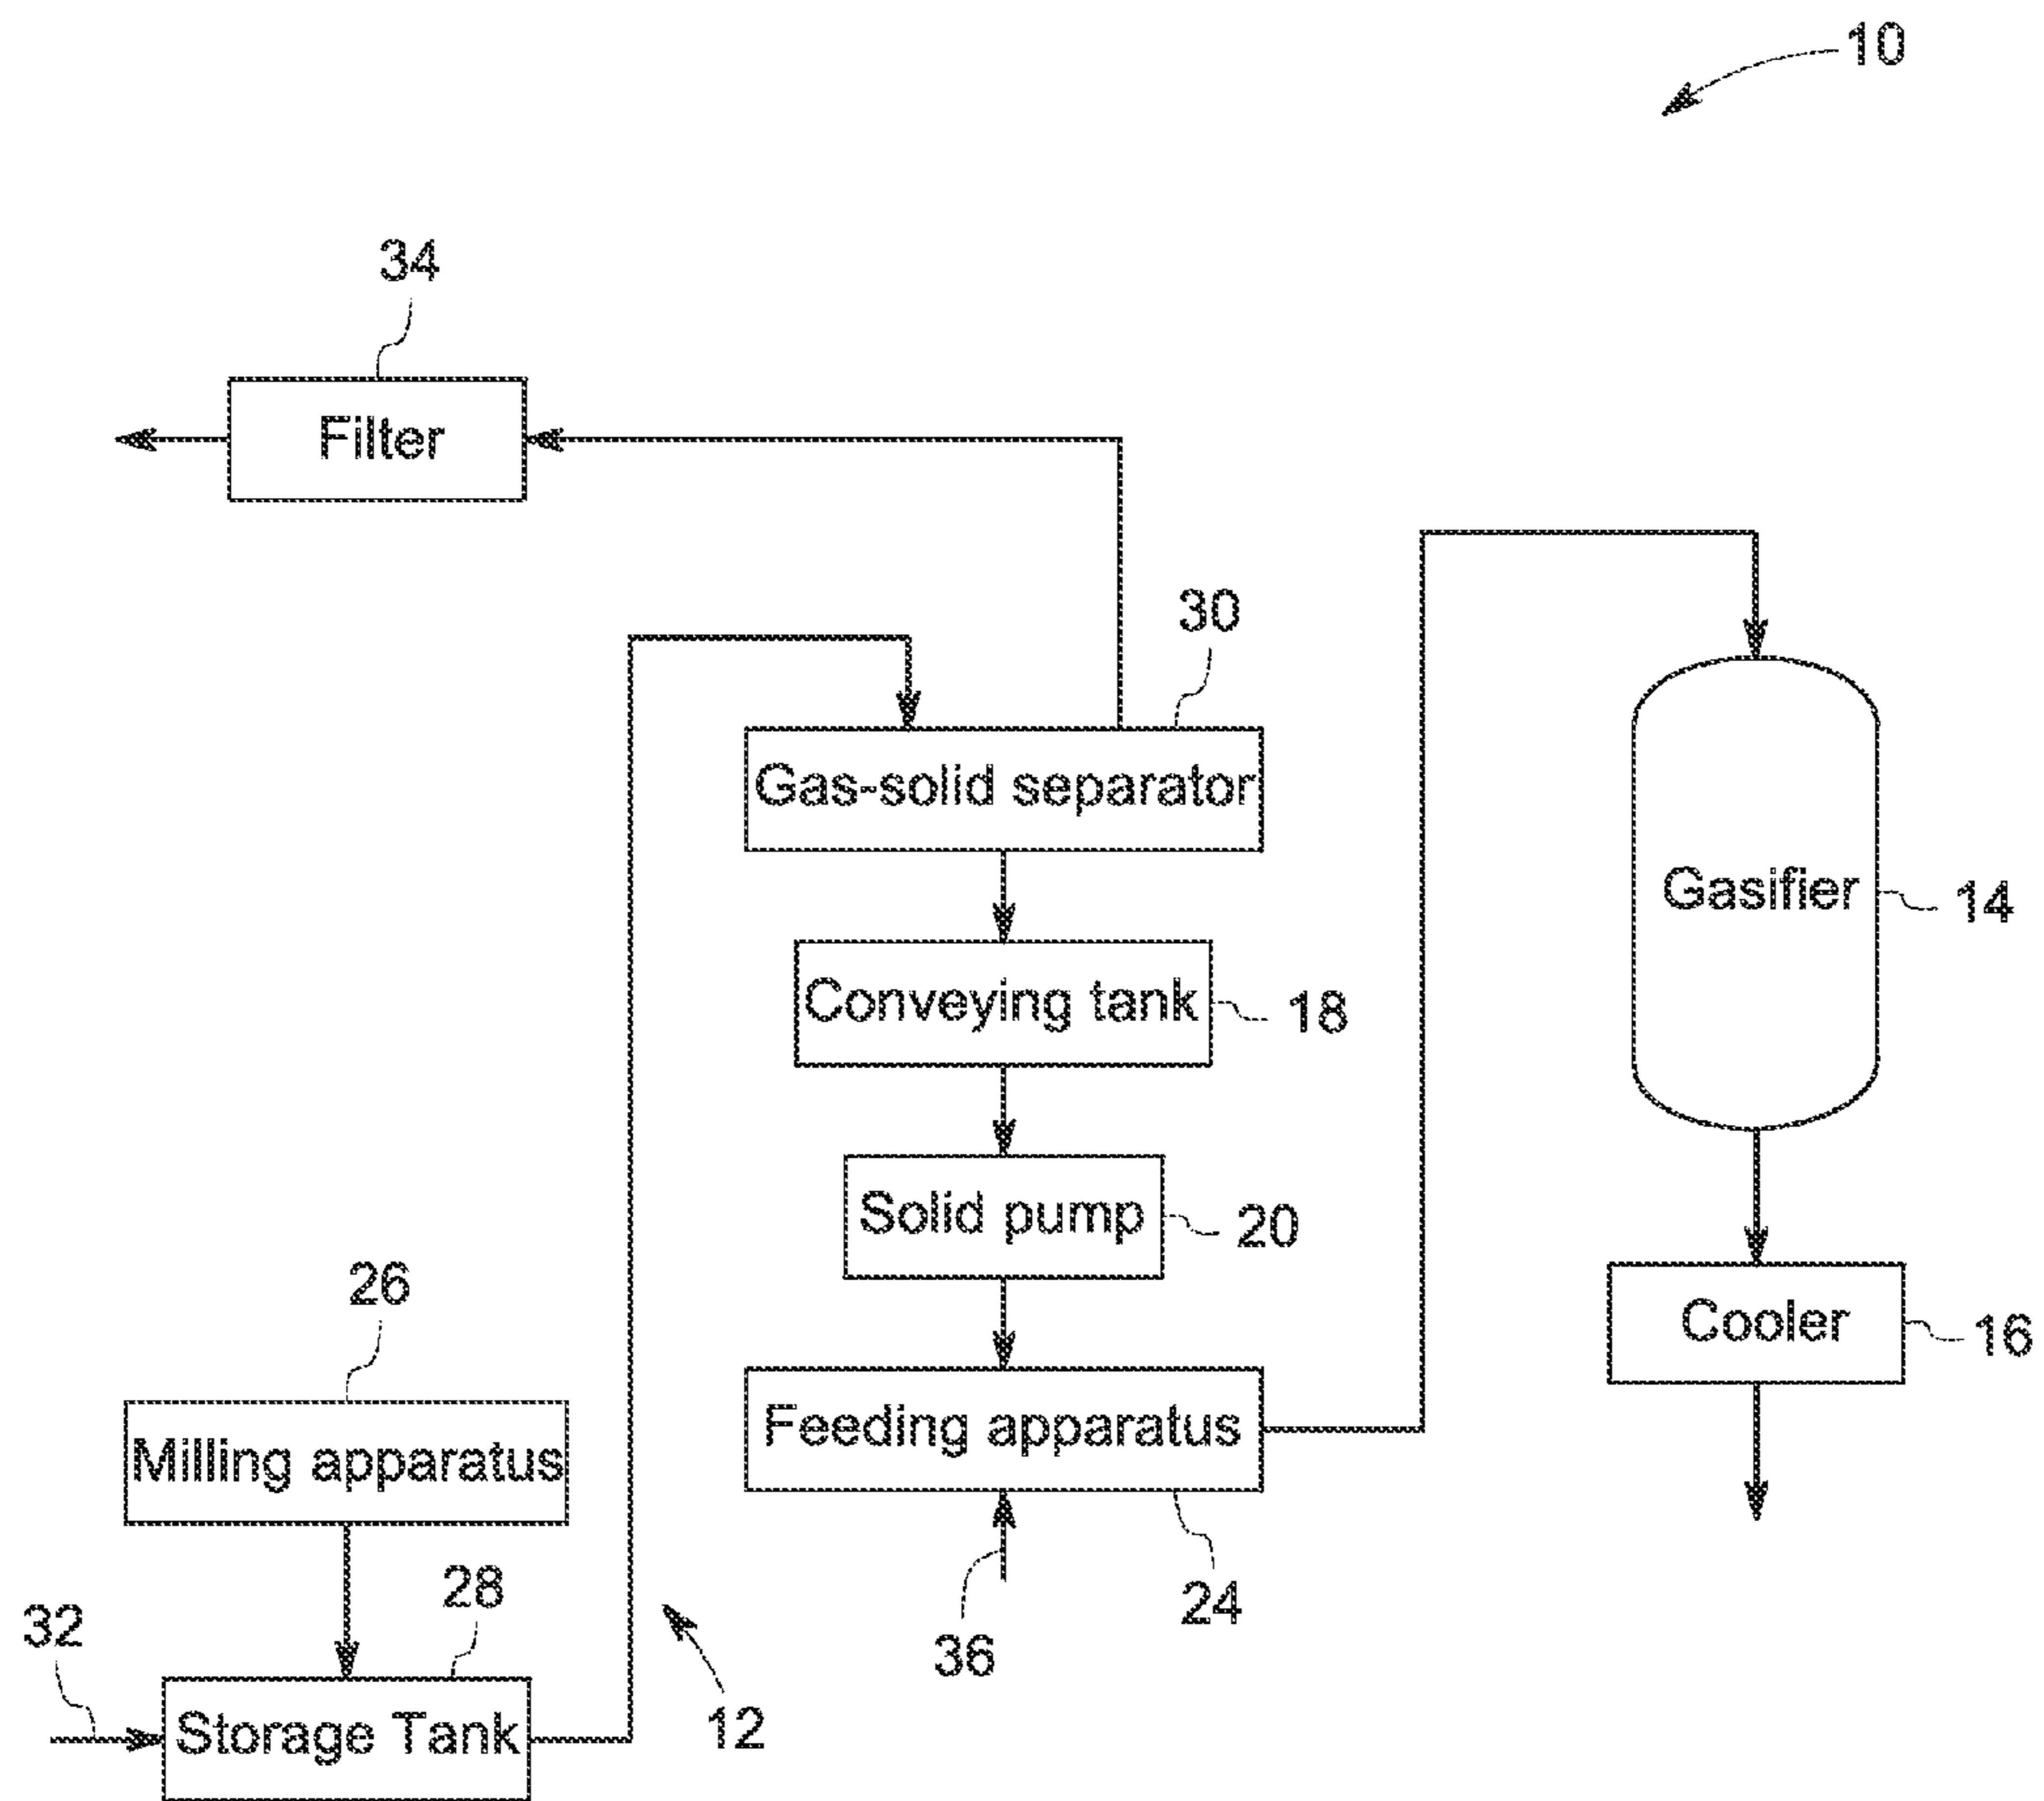 10
34
Filter
30
Gas-solid separator
Gasifier
14
Conveying tank
18
Solid pump
20
26
Cooler
16
Milling apparatus
Feeding apparatus
28
24
32
36
12
Storage Tank